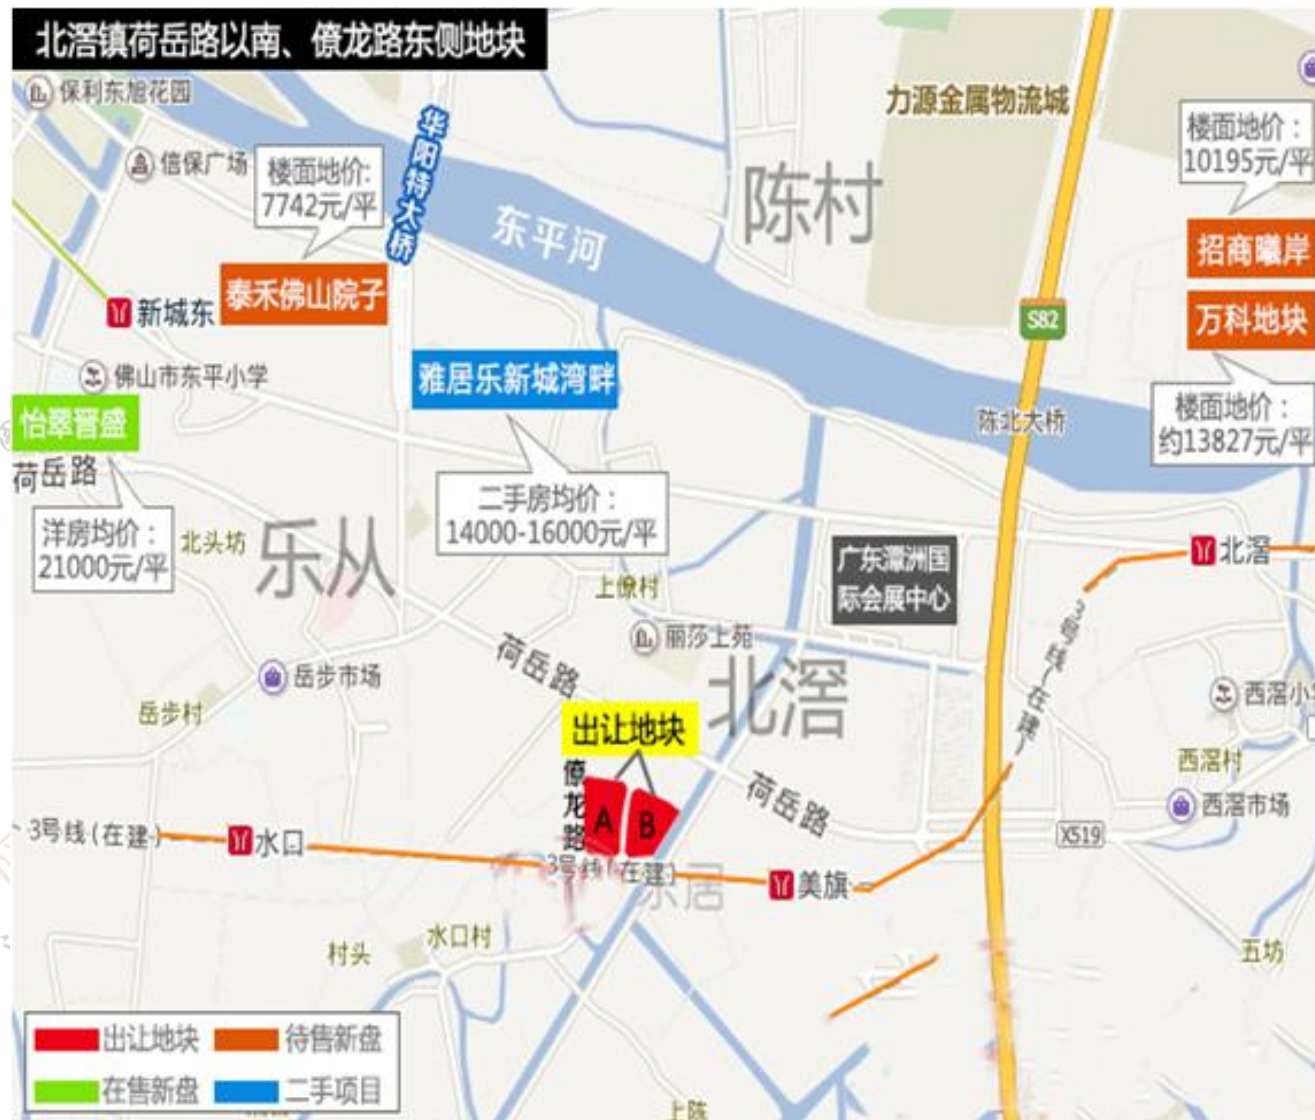 北滘镇荷岳路以南、僚龙路东侧地块
保利东旭花园
力源金属物流城
华阳特大桥
信保广场
楼面地价:
7742元/平
楼面地价：
10195元/平
陈村
东平河
招商曦岸
泰禾佛山院子
新城东
万科地块
S82
佛山市东平小学
雅居乐新城湾畔
怡翠晋盛
陈北大桥
楼面地价：
约13827元/平
荷岳路
二手房均价：
14000-16000元/平
洋房均价：
21000元/平
北头坊
乐从
广东潭洲国
际会展中心
北滘
上僚村
3号线(在建)
丽莎上苑
荷岳路
北滘
岳步市场
西滘小
岳步村
出让地块
西滘村
僚龙路
荷岳路
A
B
西滘市场
3号线(在建)
水口
X519
3号线(在建)
美旗
乐居
水口村
村头
五坊
出让地块
待售新盘
在售新盘
二手项目
上陈